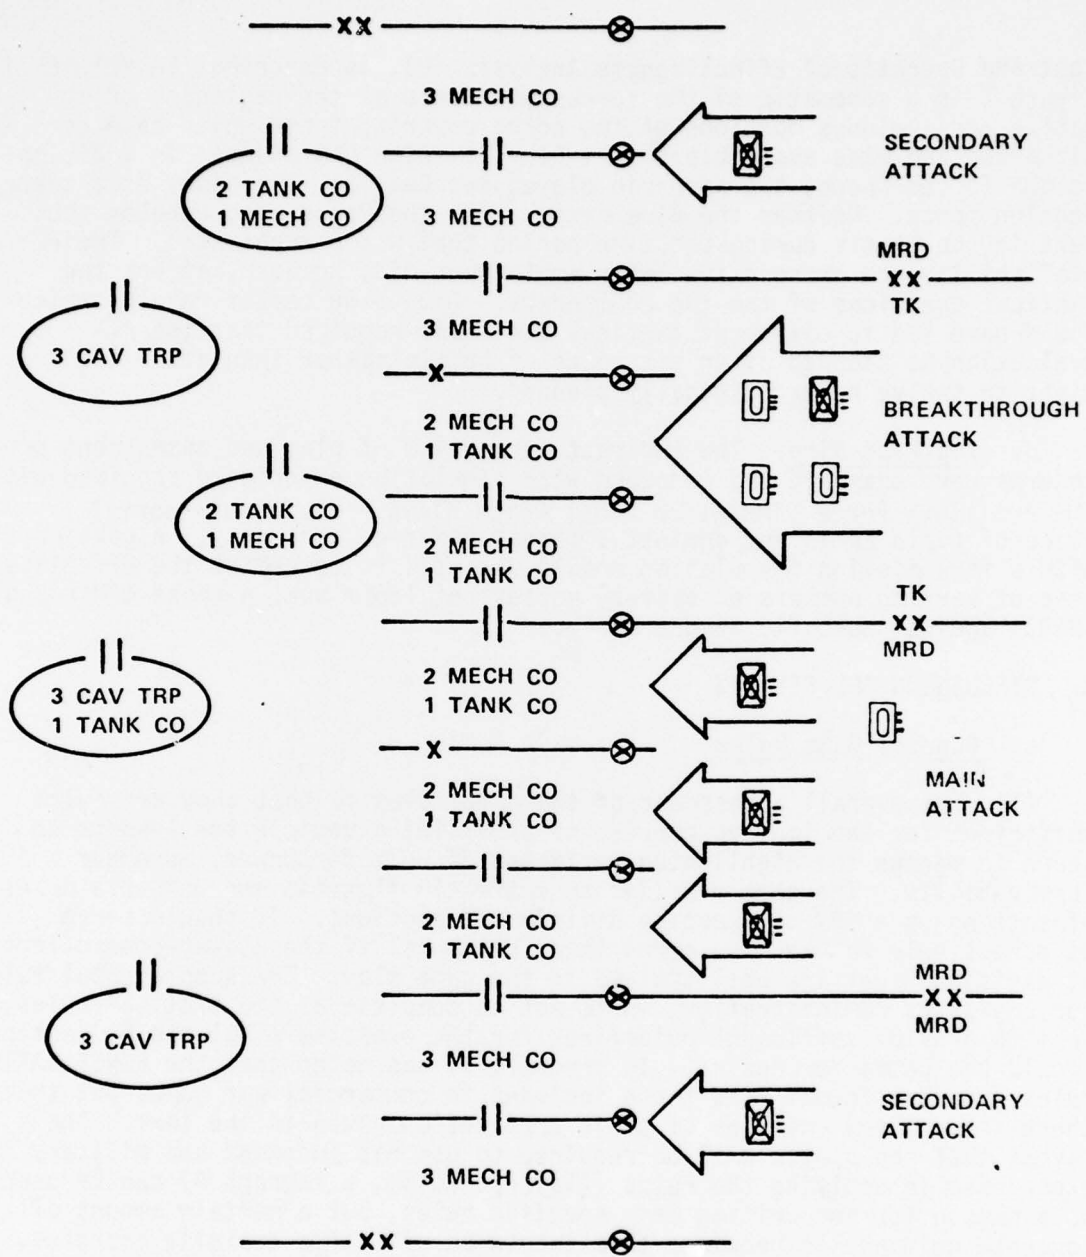 XX
3 MECH CO
SECONDARY
ATTACK
2 TANK CO
1 MECH CO
3 MECH CO
MRD
XX
TK
3 CAV TRP
3 MECH CO
X
2 MECH CO
1 TANK CO
BREAKTHROUGH
ATTACK
2 TANK CO
1 MECH CO
2 MECH CO
1 TANK CO
TK
XX
MRD
3 CAV TRP
1 TANK CO
2 MECH CO
1 TANK CO
X
2 MECH CO
1 TANK CO
MAIN
ATTACK
2 MECH CO
1 TANK CO
MRD
XX
MRD
3 CAV TRP
3 MECH CO
SECONDARY
ATTACK
3 MECH CO
XX